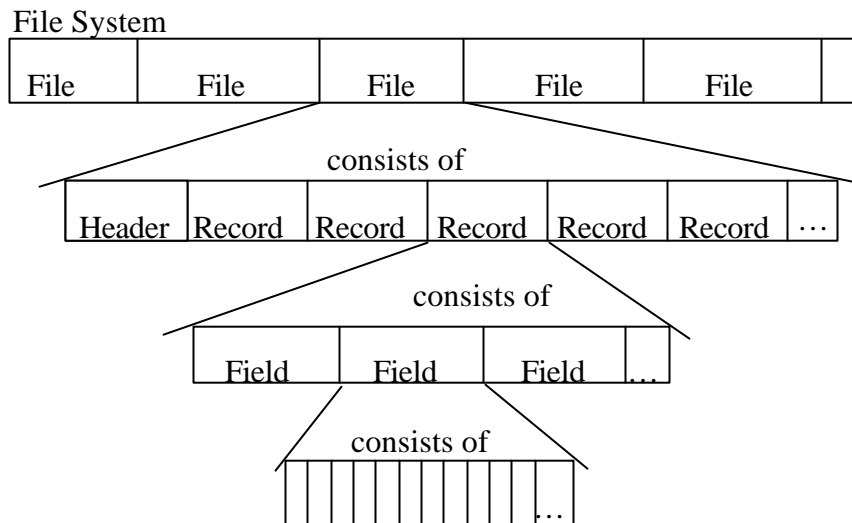 File System
File File File File File
consists of
Header Record Record Record Record Record …
consists of
Field Field Field …
consists of
…